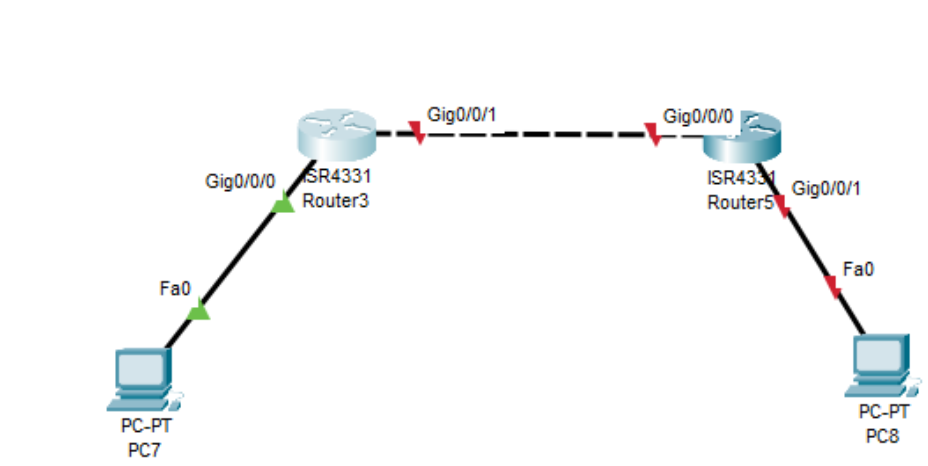 Gig0/0/1
Gig0/0/0
ISR4331
Router3
Gig0/0/0
ISR4331
Router5
Gig0/0/1
Fa0
Fa0
PC-PT
PC7
PC-PT
PC8